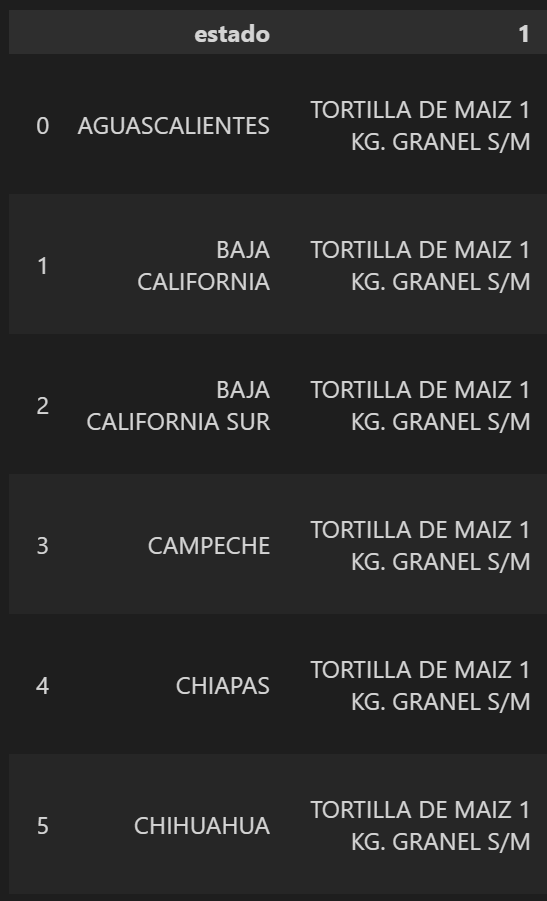 estado 1
0 AGUASCALIENTES TORTILLA DE MAIZ 1
KG. GRANEL S/M
1 BAJA
CALIFORNIA TORTILLA DE MAIZ 1
KG. GRANEL S/M
2 BAJA
CALIFORNIA SUR TORTILLA DE MAIZ 1
KG. GRANEL S/M
3 CAMPECHE TORTILLA DE MAIZ 1
KG. GRANEL S/M
4 CHIAPAS TORTILLA DE MAIZ 1
KG. GRANEL S/M
5 CHIHUAHUA TORTILLA DE MAIZ 1
KG. GRANEL S/M